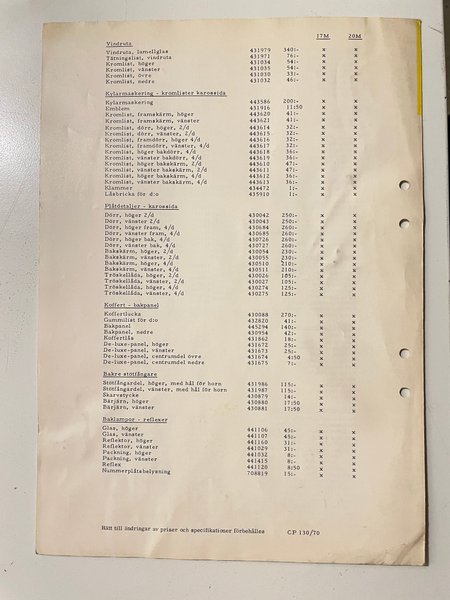 17M 20M
Vindruta
Vindruta, lamellglas 431979 340:- x x
Tätningslist, vindruta 431971 76:- x x
Kromlist, höger 431034 54:- x x
Kromlist, vänster 431035 54:- x x
Kromlist, övre 431030 33:- x x
Kromlist, nedre 431032 46:- x x
Kylarmaskering - kromlister karossida
Kylarmaskering 443586 200:- x x
Emblem 431916 11:50 x x
Kromlist, framskärm, höger 443620 41:- x x
Kromlist, framskärm, vänster 443621 41:- x x
Kromlist, dörr, höger, 2/d 443614 32:- x x
Kromlist, dörr, vänster, 2/d 443615 32:- x x
Kromlist, framdörr, höger, 4/d 443616 32:- x x
Kromlist, framdörr, vänster, 4/d 443617 32:- x x
Kromlist, höger bakdörr, 4/d 443618 36:- x x
Kromlist, vänster bakdörr, 4/d 443619 36:- x x
Kromlist, höger bakskärm, 2/d 443610 47:- x x
Kromlist, vänster bakskärm, 2/d 443611 47:- x x
Kromlist, höger bakskärm, 4/d 443612 36:- x x
Kromlist, vänster bakskärm, 4/d 443613 36:- x x
Klammer 434472 1:- x x
Låsbricka för d:o 510910 1:- x x
Plåtdetaljer - karossida
Dörr, höger 2/d 430042 250:- x x
Dörr, vänster 2/d 430043 250:- x x
Dörr, höger fram, 4/d 430684 260:- x x
Dörr, vänster fram, 4/d 430685 260:- x x
Dörr, höger bak, 4/d 430726 260:- x x
Dörr, vänster bak, 4/d 430727 260:- x x
Bakskärm, höger, 2/d 430054 230:- x x
Bakskärm, vänster, 2/d 430055 230:- x x
Bakskärm, höger, 4/d 430510 210:- x x
Bakskärm, vänster, 4/d 430511 210:- x x
Tröskellåda, höger, 2/d 430026 105:- x x
Tröskellåda, vänster, 2/d 430027 105:- x x
Tröskellåda, höger, 4/d 430274 125:- x x
Tröskellåda, vänster, 4/d 430275 125:- x x
Koffert - bakpanel
Koffertlucka 430088 270:- x x
Gummilist för d:o 432820 41:- x x
Bakpanel 445294 140:- x x
Bakpanel, nedre 430954 42:- x x
Koffertlås 431862 18:- x x
De-luxe-panel, höger 431672 25:- x x
De-luxe-panel, vänster 431673 25:- x x
De-luxe-panel, centrumdel övre 431674 4:50 x x
De-luxe-panel, centrumdel nedre 431675 7:- x x
Bakre stötfångare
Stötfångardel, höger, med hål för horn 431986 115:- x x
Stötfångardel, vänster, med hål för horn 431987 115:- x x
Skarvstycke 430879 14:- x x
Bärjärn, höger 430880 17:50 x x
Bärjärn, vänster 430881 17:50 x x
Baklampor - reflexer
Glas, höger 441106 45:- x x
Glas, vänster 441107 45:- x x
Reflektor, höger 441160 31:- x x
Reflektor, vänster 441029 31:- x x
Packning, höger 441032 8:- x x
Packning, vänster 441415 8:- x x
Reflex 441120 8:50 x x
Nummerplåtsbelysning 708819 15:- x x
Rätt till ändringar av priser och specifikationer förbehålles CP 130/70